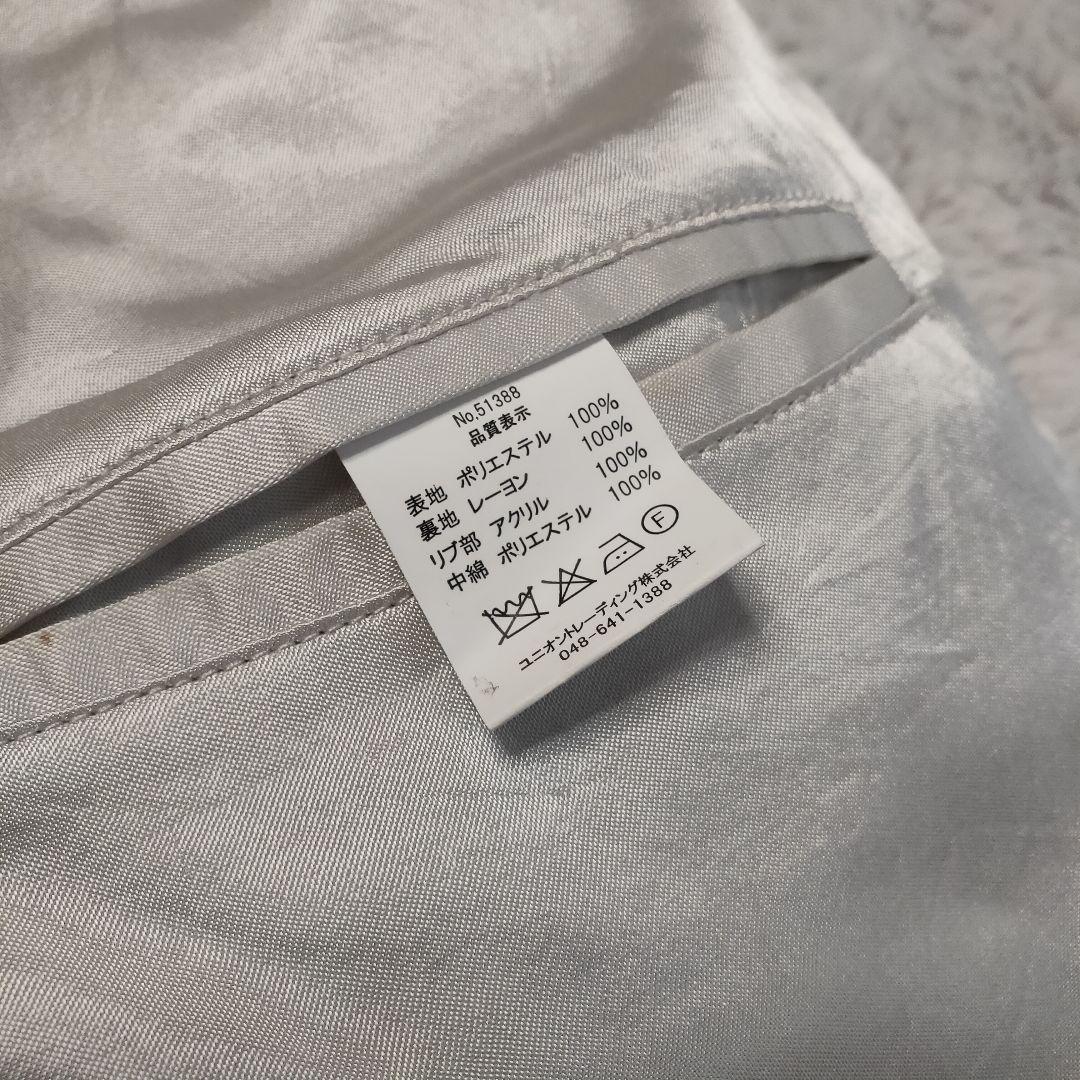 No.51388
品質表示
表地 ポリエステル 100%
裏地 レーヨン 100%
リブ部 アクリル 100%
中綿 ポリエステル 100%
F
ユニオントレーディング株式会社
048-641-1388